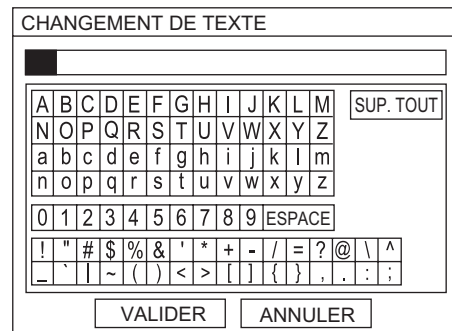 CHANGEMENT DE TEXTE
A B C D E F G H I J K L M SUP. TOUT
N O P Q R S T U V W X Y Z
a b c d e f g h i j k l m
n o p q r s t u v w x y z
0 1 2 3 4 5 6 7 8 9 ESPACE
! " # $ % & ' * + - / = ? @ \ ^
_ ` | ~ ( ) < > [ ] { } , . : ;
VALIDER ANNULER